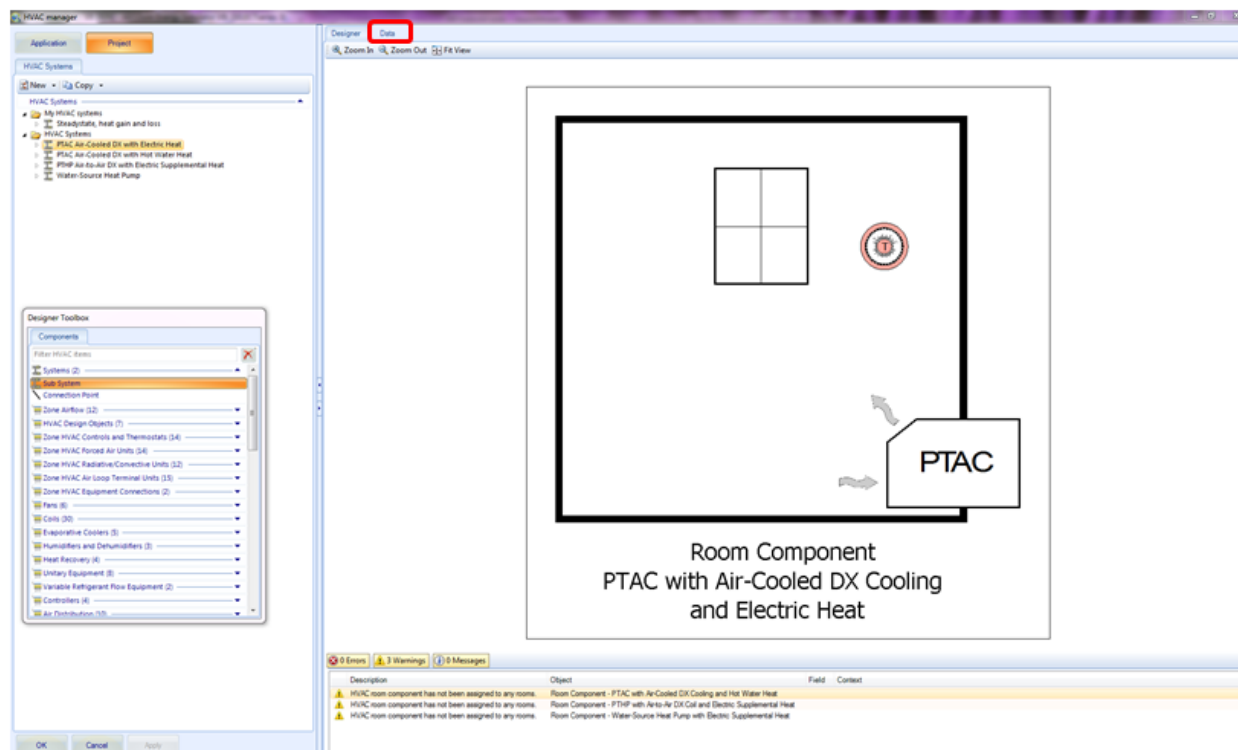 HVAC manager
Application
Project
HVAC Systems
New
Copy
HVAC Systems
My HVAC systems
Steadystate, heat gain and loss
HVAC Systems
PTAC Air-Cooled DX with Electric Heat
PTAC Air-Cooled DX with Hot Water Heat
PTHP Air-to-Air DX with Electric Supplemental Heat
Water-Source Heat Pump
Designer Toolbox
Components
Filter HVAC items
Systems (2)
Sub System
Connection Point
Zone Airflow (12)
HVAC Design Objects (7)
Zone HVAC Controls and Thermostats (14)
Zone HVAC Forced Air Units (14)
Zone HVAC Radiative/Convective Units (12)
Zone HVAC Air Loop Terminal Units (15)
Zone HVAC Equipment Connections (2)
Fans (6)
Coils (30)
Evaporative Coolers (5)
Humidifiers and Dehumidifiers (3)
Heat Recovery (4)
Unitary Equipment (8)
Variable Refrigerant Flow Equipment (2)
Controllers (4)
Air Distribution (10)
OK
Cancel
Apply
Designer
Data
Zoom In
Zoom Out
Fit View
T
PTAC
Room Component
PTAC with Air-Cooled DX Cooling
and Electric Heat
0 Errors
3 Warnings
0 Messages
Description Object Field Context
HVAC room component has not been assigned to any rooms. Room Component - PTAC with Air-Cooled DX Cooling and Hot Water Heat
HVAC room component has not been assigned to any rooms. Room Component - PTHP with Air-to-Air DX Coil and Electric Supplemental Heat
HVAC room component has not been assigned to any rooms. Room Component - Water-Source Heat Pump with Electric Supplemental Heat